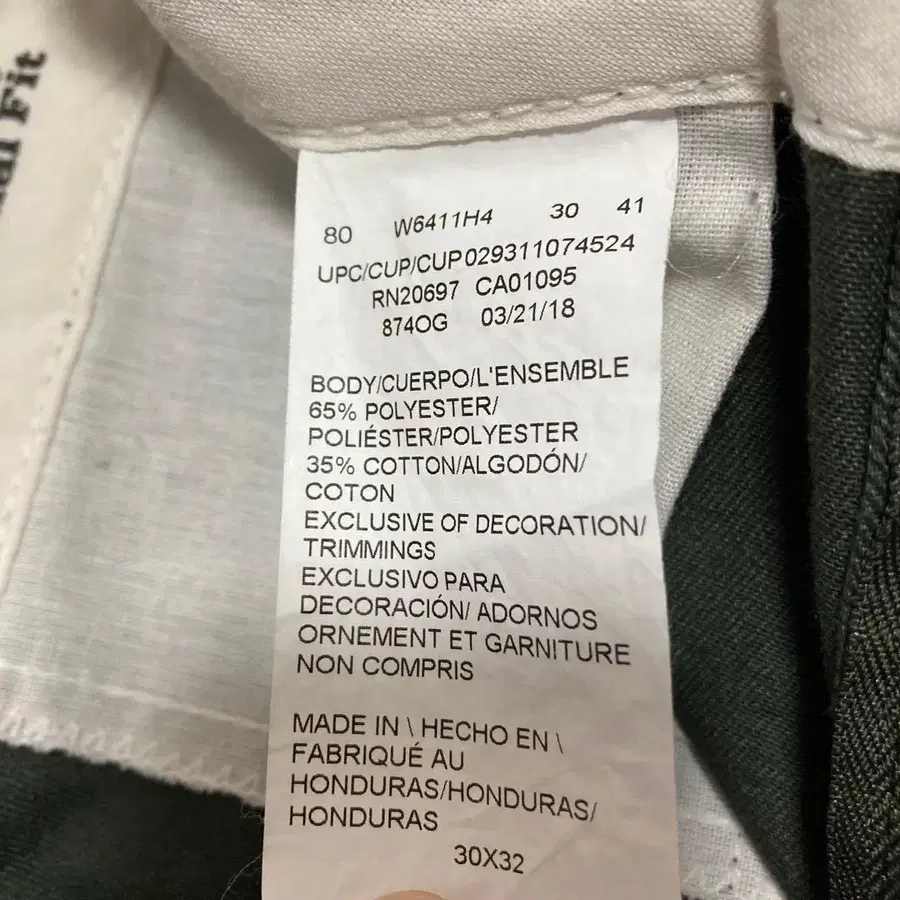 Fit
80 W6411H4 30 41
UPC/CUP/CUP029311074524
RN20697 CA01095
874OG 03/21/18
BODY/CUERPO/L'ENSEMBLE
65% POLYESTER/
POLIÉSTER/POLYESTER
35% COTTON/ALGODÓN/
COTON
EXCLUSIVE OF DECORATION/
TRIMMINGS
EXCLUSIVO PARA
DECORACIÓN/ ADORNOS
ORNEMENT ET GARNITURE
NON COMPRIS
MADE IN \ HECHO EN \
FABRIQUÉ AU
HONDURAS/HONDURAS/
HONDURAS
30X32